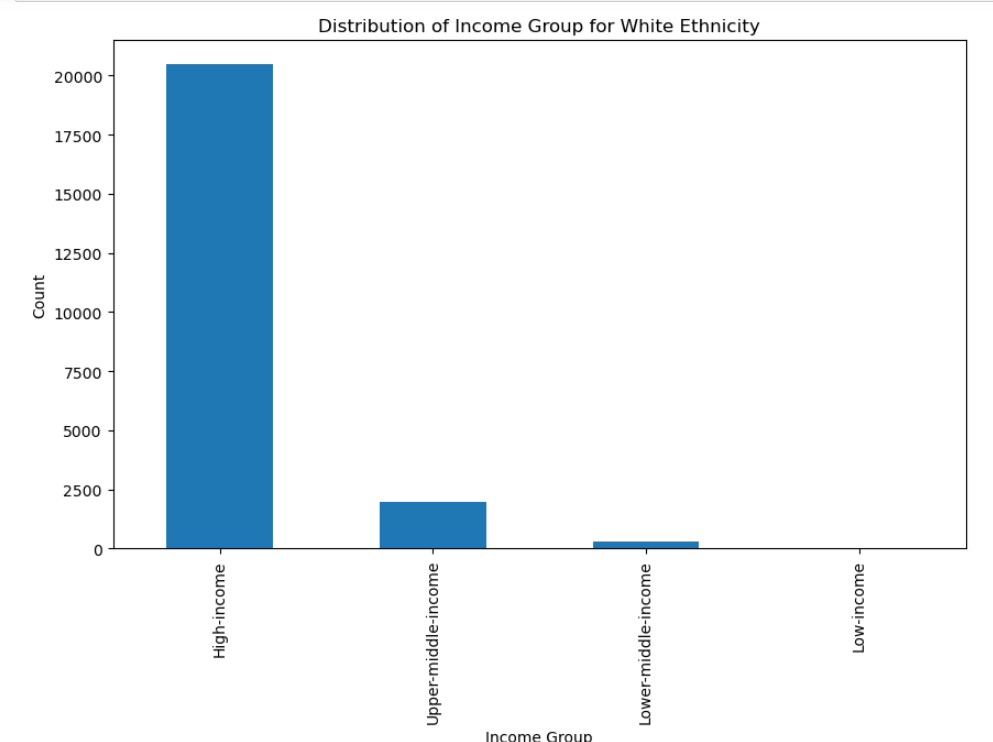 Distribution of Income Group for White Ethnicity
20000
17500
15000
12500
10000
7500
5000
2500
0
Count
High-income
Upper-middle-income
Lower-middle-income
Low-income
Income Group